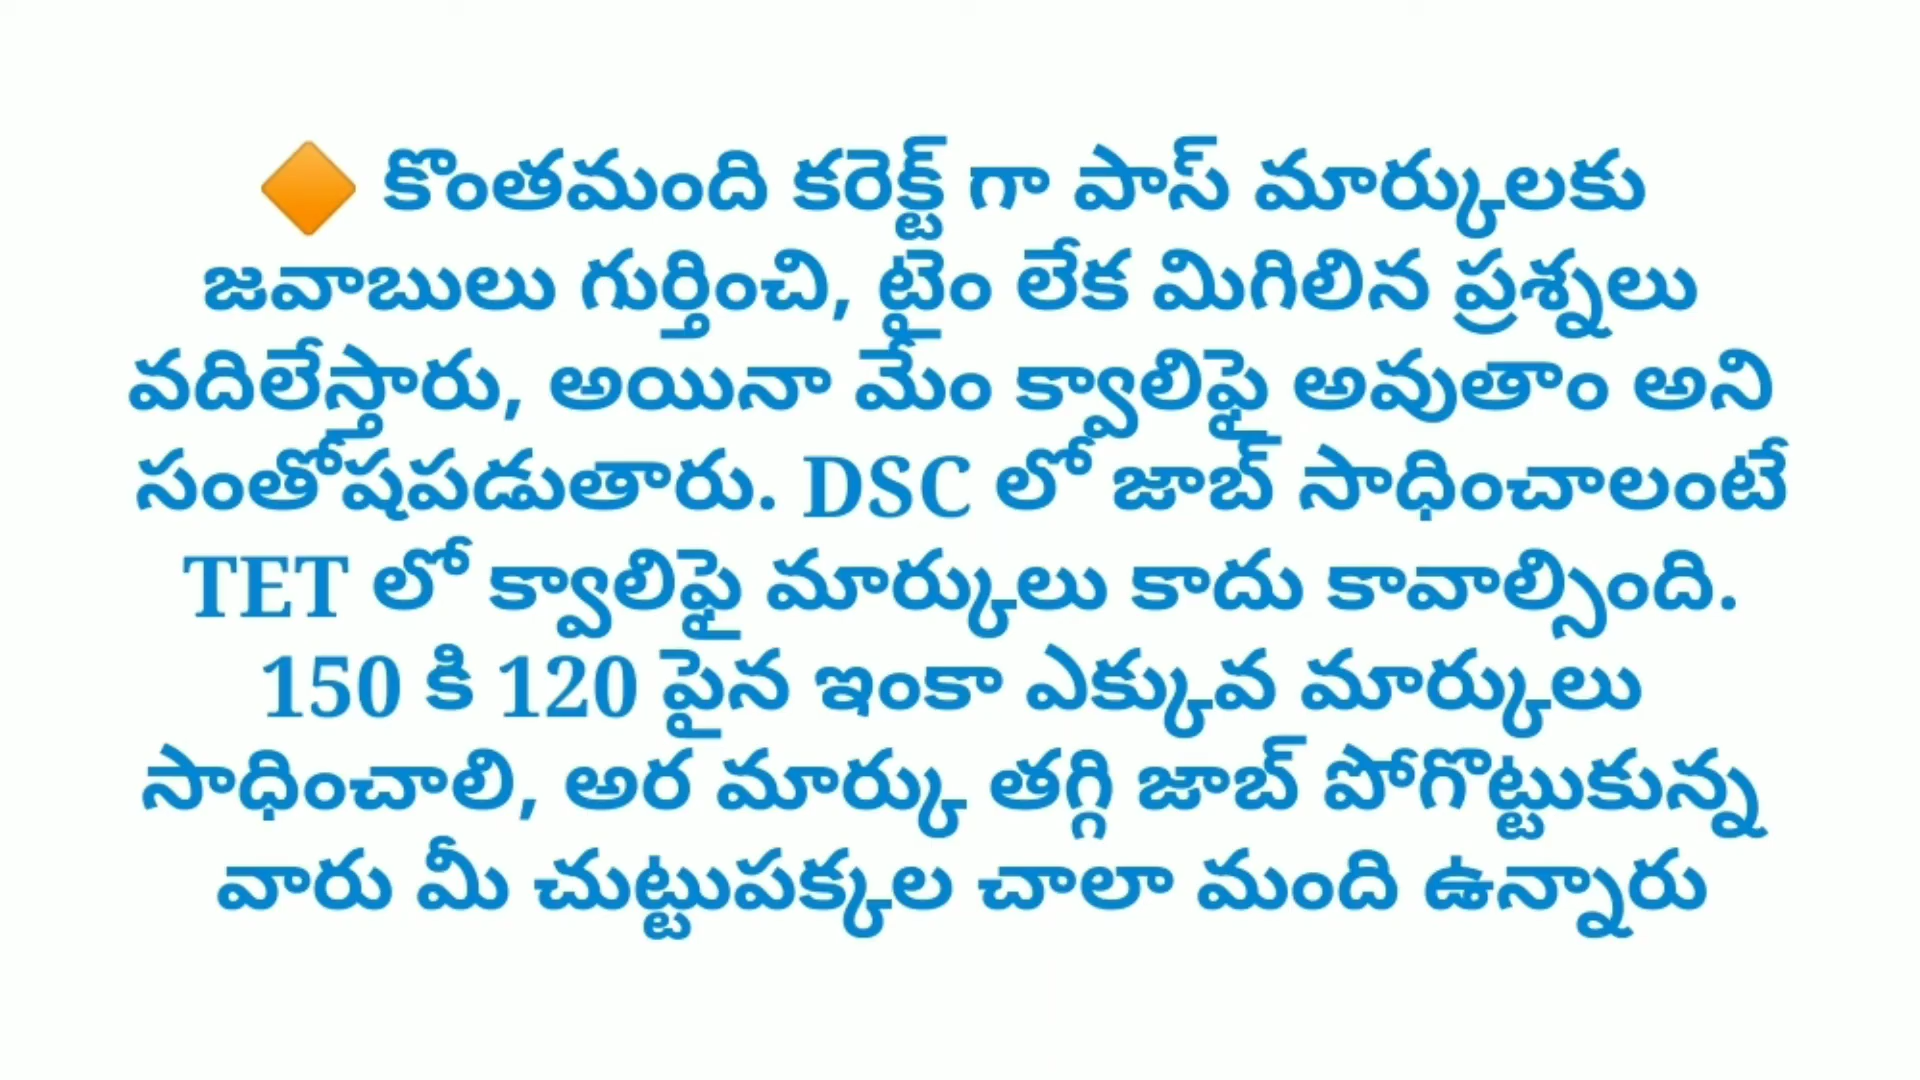 🔶 కొంతమంది కరెక్ట్ గా పాస్ మార్కులకు
జవాబులు గుర్తించి, టైం లేక మిగిలిన ప్రశ్నలు
వదిలేస్తారు, అయినా మేం క్వాలిఫై అవుతాం అని
సంతోషపడుతారు. DSC లో జాబ్ సాధించాలంటే
TET లో క్వాలిఫై మార్కులు కాదు కావాల్సింది.
150 కి 120 పైన ఇంకా ఎక్కువ మార్కులు
సాధించాలి, అర మార్కు తగ్గి జాబ్ పోగొట్టుకున్న
వారు మీ చుట్టుపక్కల చాలా మంది ఉన్నారు